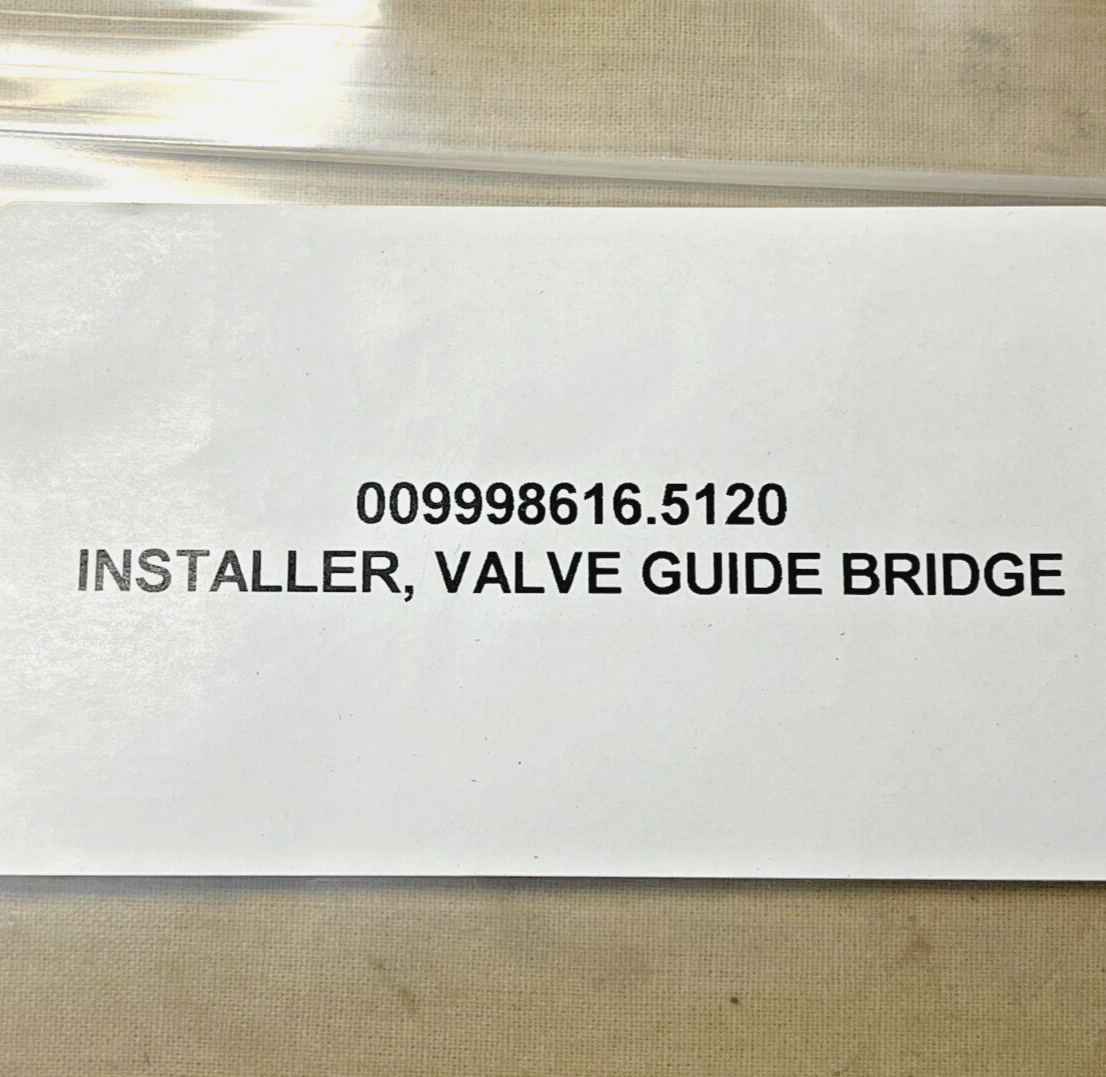 009998616.5120
INSTALLER, VALVE GUIDE BRIDGE